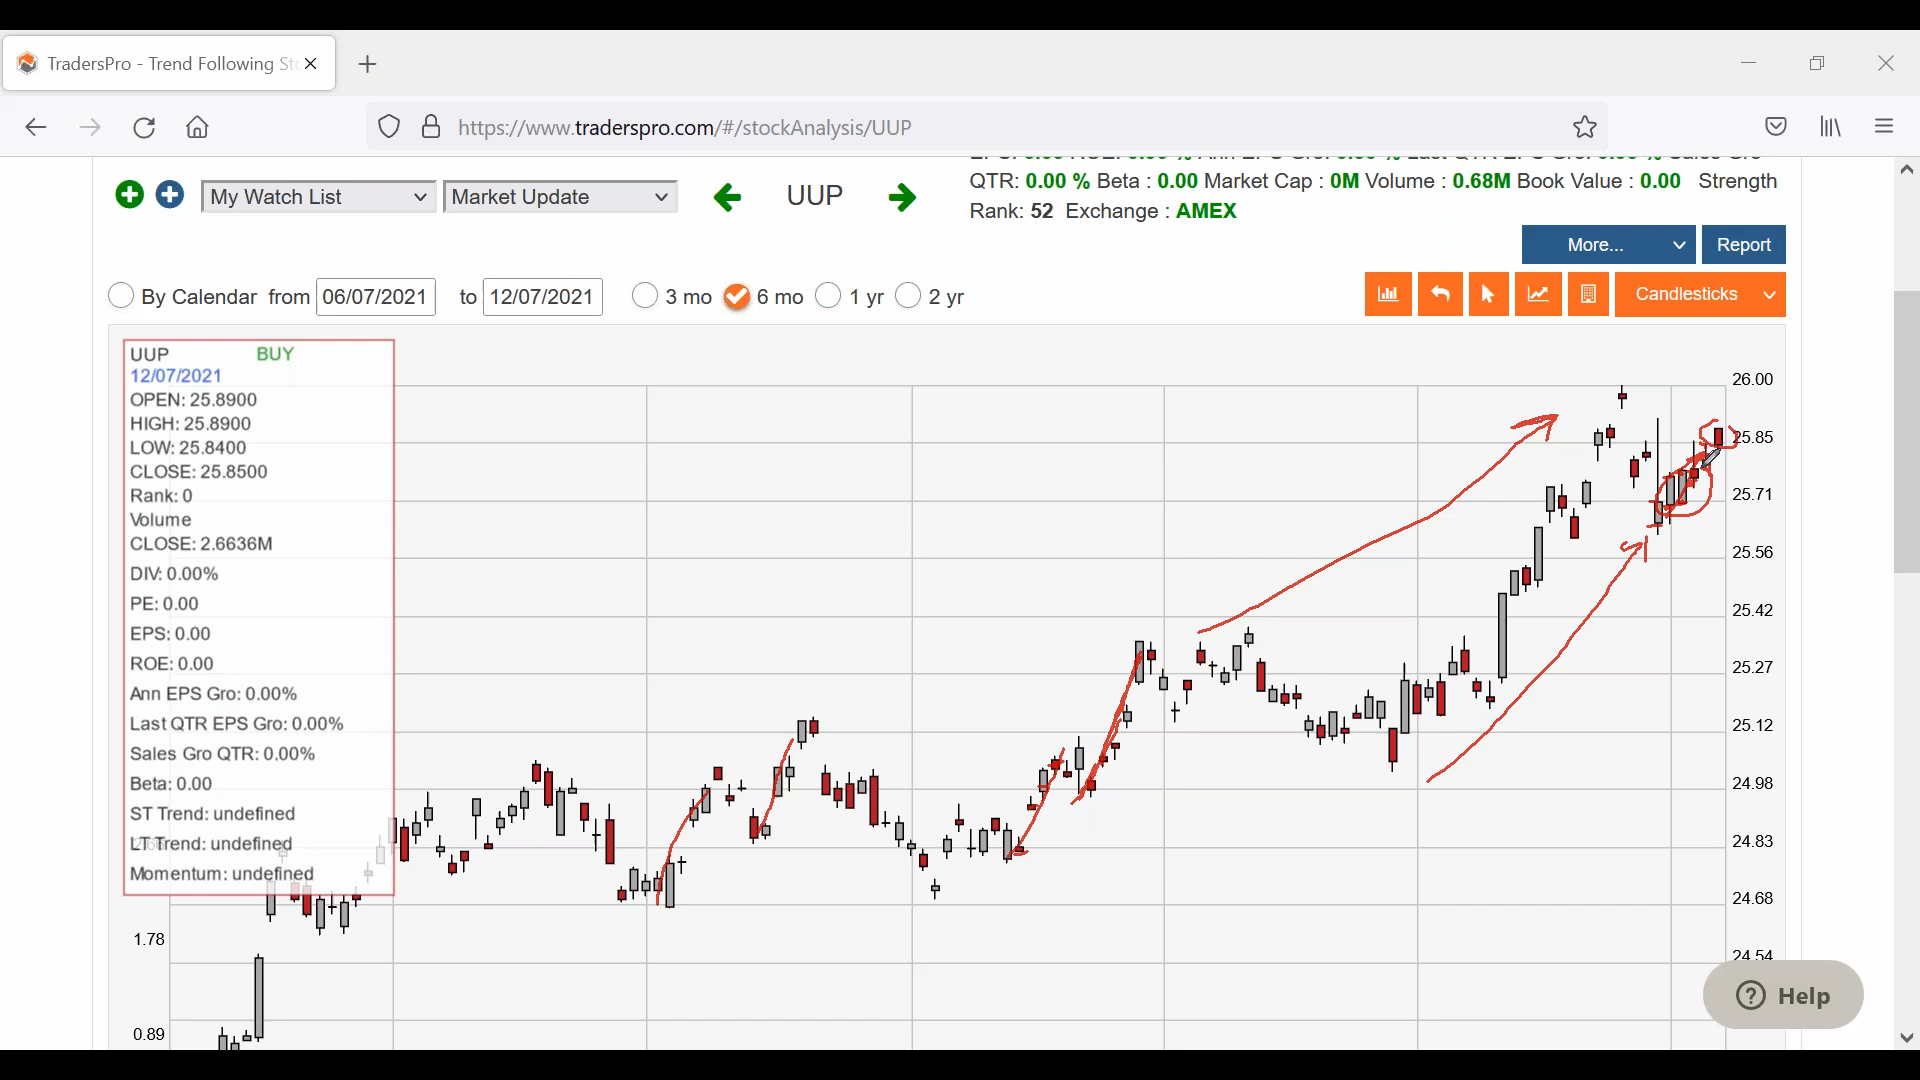 TradersPro - Trend Following Sto
https://www.traderspro.com/#/stockAnalysis/UUP
QTR: 0.00 % Beta : 0.00 Market Cap : 0M Volume : 0.68M Book Value : 0.00 Strength
My Watch List Market Update UUP
Rank: 52 Exchange : AMEX
More... Report
By Calendar from 06/07/2021 to 12/07/2021 3 mo 6 mo 1 yr 2 yr Candlesticks
UUP BUY
12/07/2021
OPEN: 25.8900
HIGH: 25.8900
LOW: 25.8400
CLOSE: 25.8500
Rank: 0
Volume
CLOSE: 2.6636M
DIV: 0.00%
PE: 0.00
EPS: 0.00
ROE: 0.00
Ann EPS Gro: 0.00%
Last QTR EPS Gro: 0.00%
Sales Gro QTR: 0.00%
Beta: 0.00
ST Trend: undefined
LT Trend: undefined
Momentum: undefined
26.00
25.85
25.71
25.56
25.42
25.27
25.12
24.98
24.83
24.68
24.54
1.78
0.89
Help